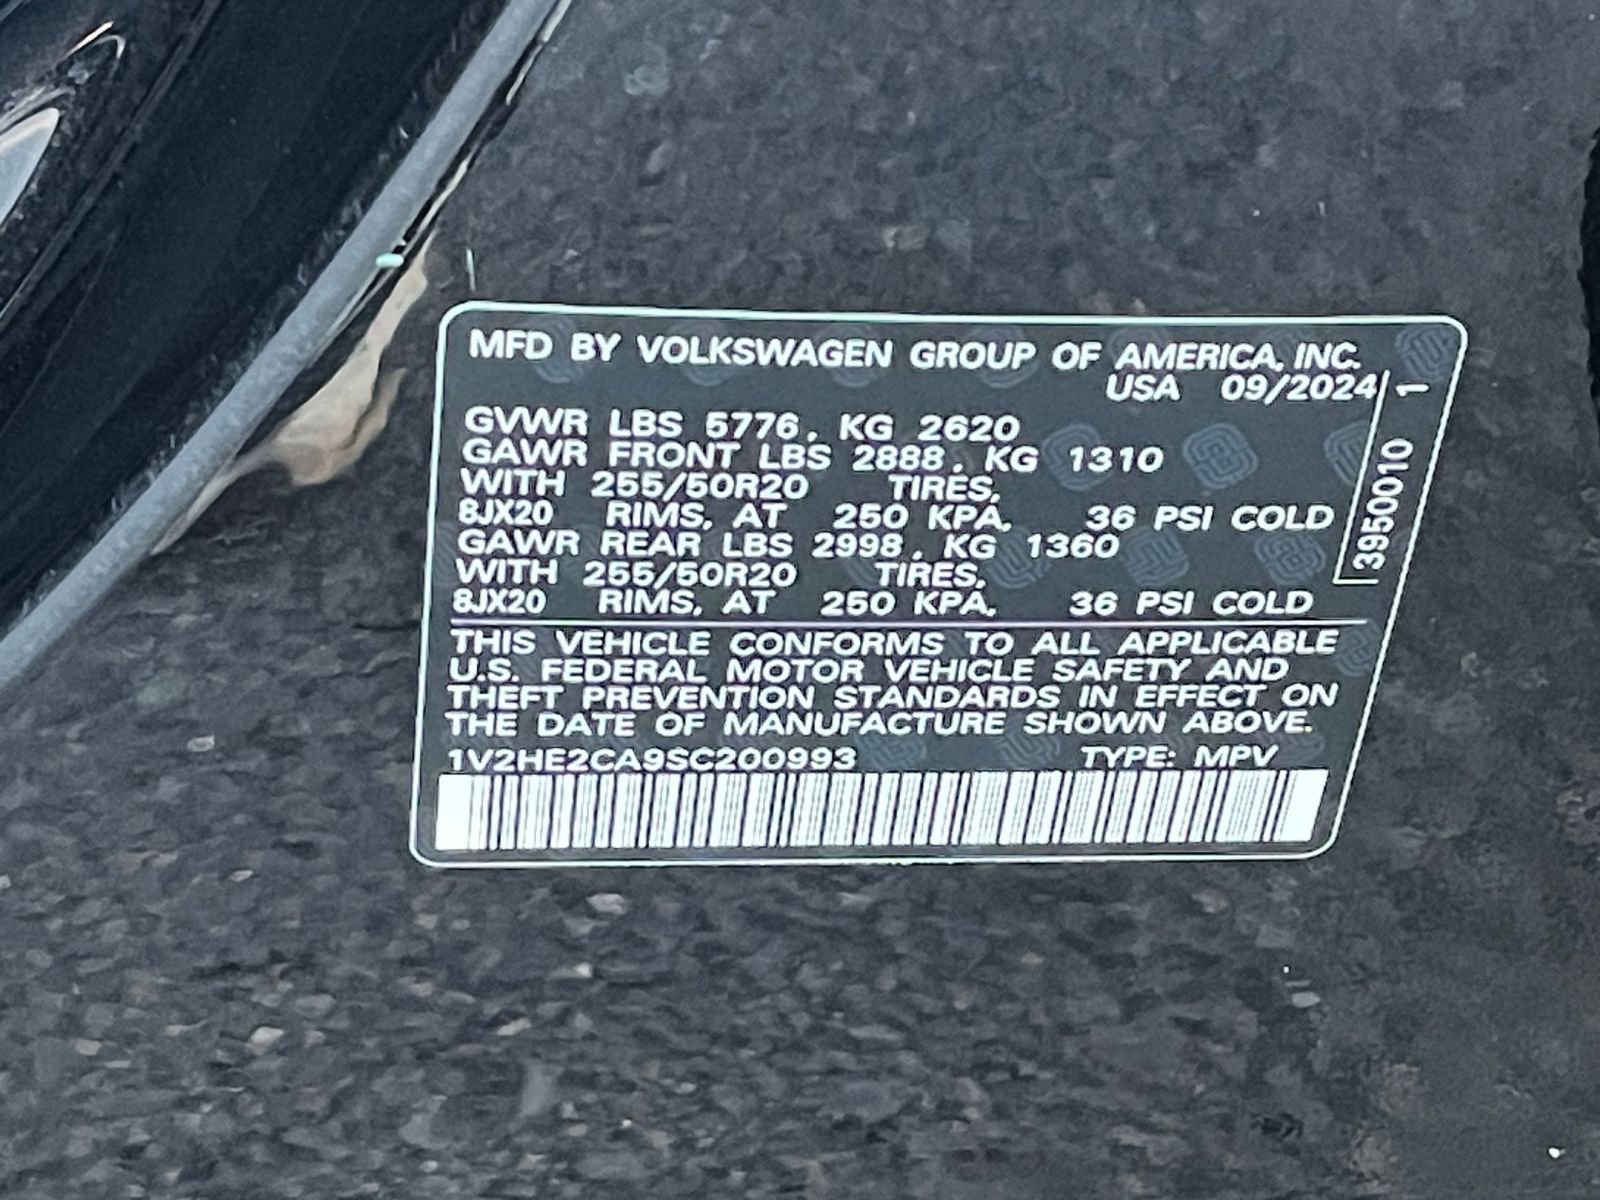 MFD BY VOLKSWAGEN GROUP OF AMERICA, INC.
USA 09/2024
GVWR LBS 5776, KG 2620
GAWR FRONT LBS 2888, KG 1310
WITH 255/50R20 TIRES,
8JX20 RIMS, AT 250 KPA, 36 PSI COLD
GAWR REAR LBS 2998, KG 1360
WITH 255/50R20 TIRES,
8JX20 RIMS, AT 250 KPA, 36 PSI COLD
THIS VEHICLE CONFORMS TO ALL APPLICABLE
U.S. FEDERAL MOTOR VEHICLE SAFETY AND
THEFT PREVENTION STANDARDS IN EFFECT ON
THE DATE OF MANUFACTURE SHOWN ABOVE.
1V2HE2CA9SC200993 TYPE: MPV
3950010 1